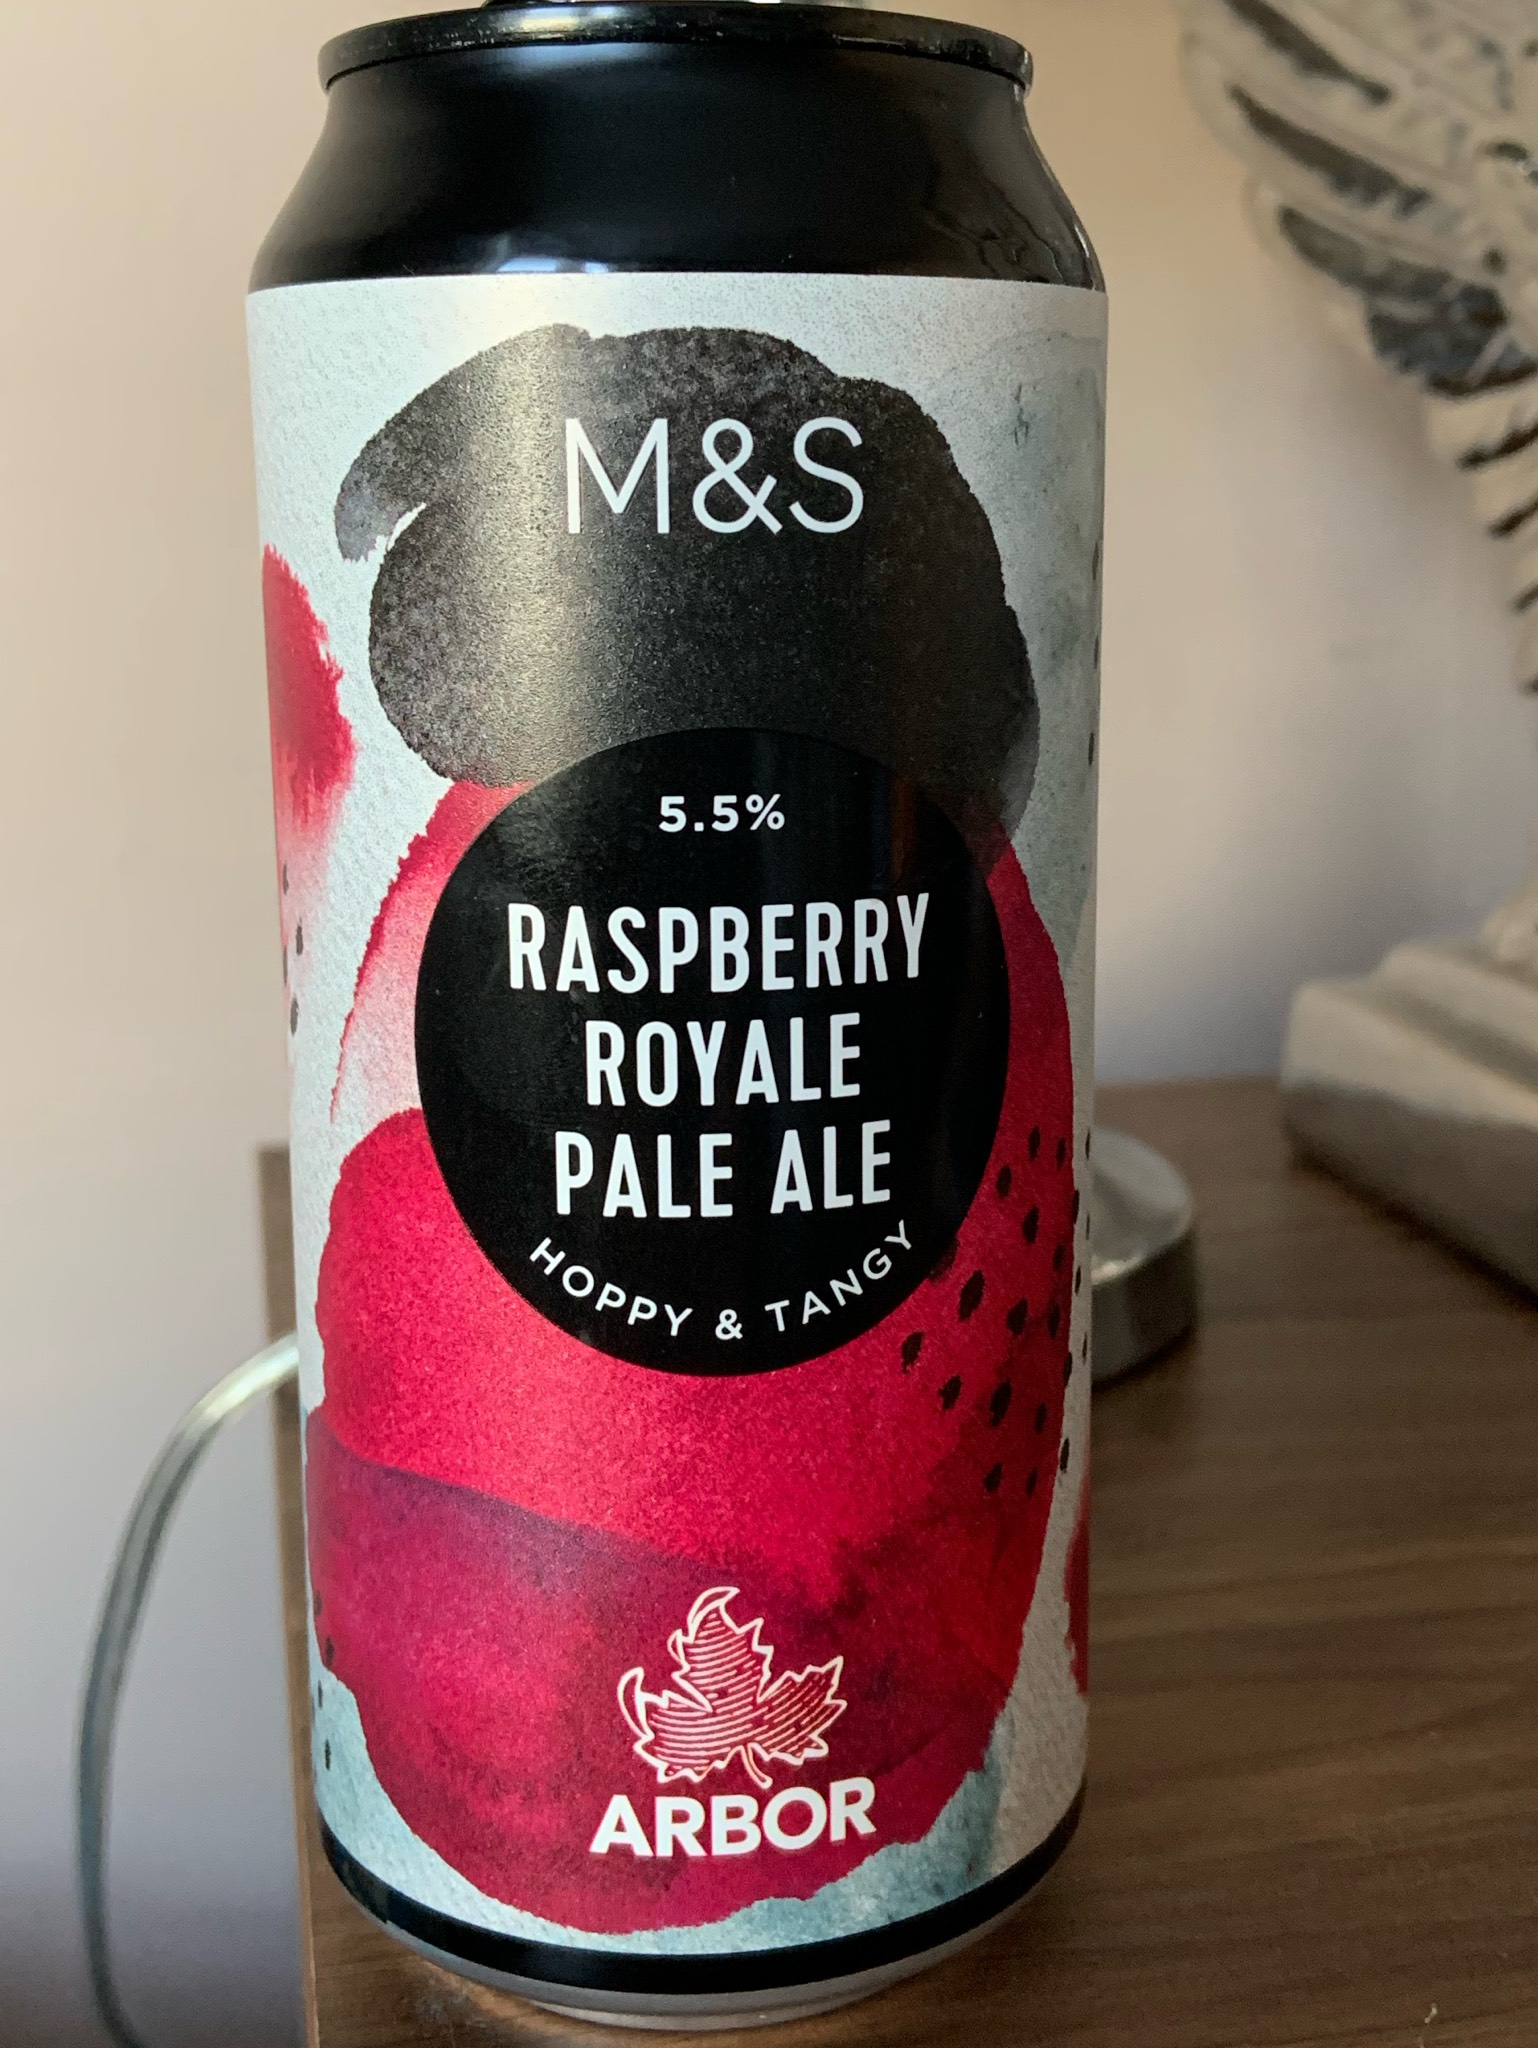 M&S
5.5%
RASPBERRY
ROYALE
PALE ALE
HOPPY & TANGY
ARBOR